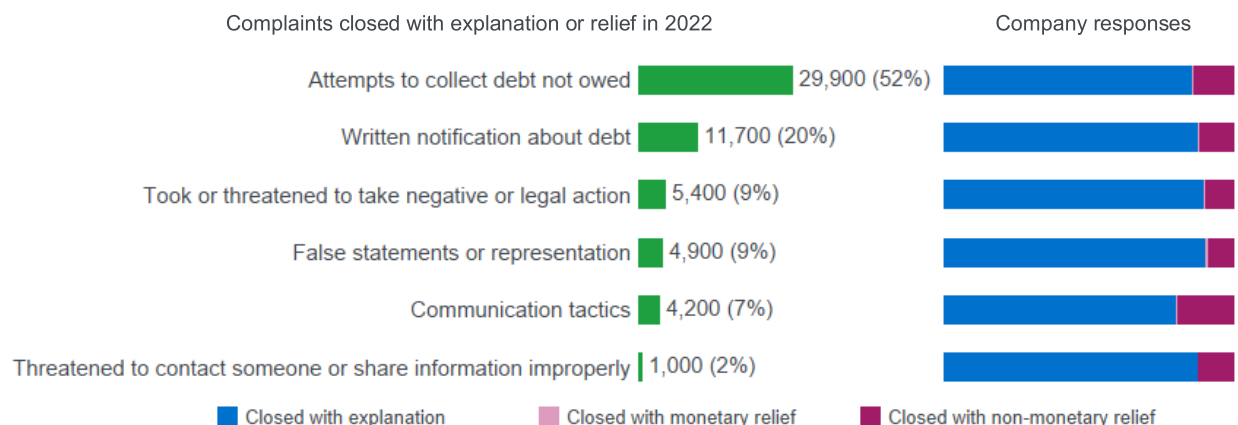 Complaints closed with explanation or relief in 2022 Company responses
Attempts to collect debt not owed 29,900 (52%)
Written notification about debt 11,700 (20%)
Took or threatened to take negative or legal action 5,400 (9%)
False statements or representation 4,900 (9%)
Communication tactics 4,200 (7%)
Threatened to contact someone or share information improperly 1,000 (2%)
Closed with explanation Closed with monetary relief Closed with non-monetary relief